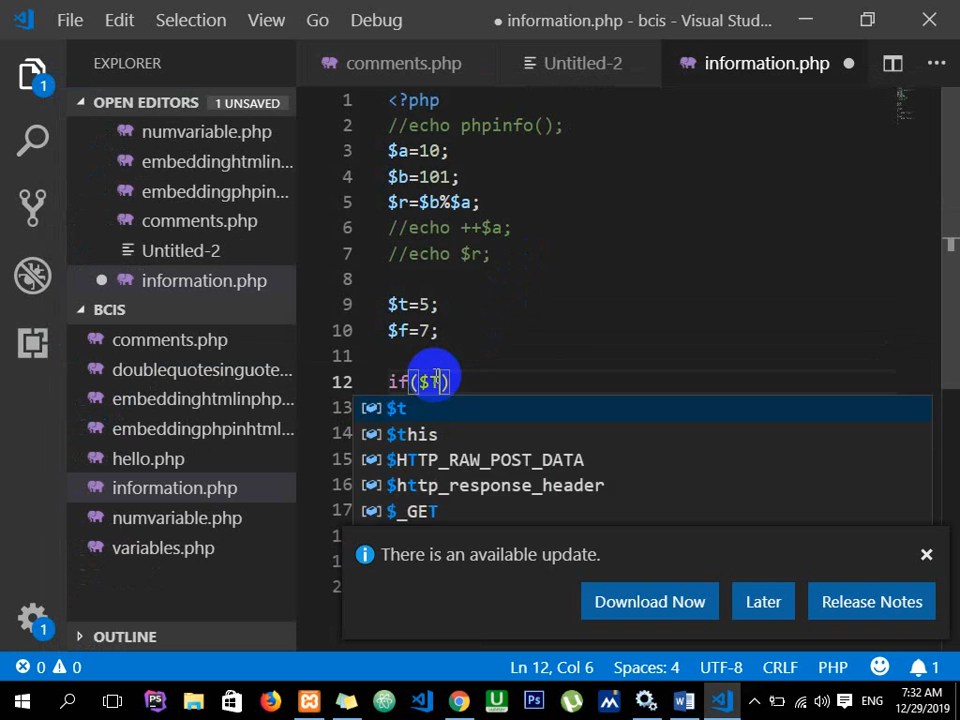 File Edit Selection View Go Debug ● information.php - bcis - Visual Stud...
EXPLORER
comments.php Untitled-2 information.php
OPEN EDITORS 1 UNSAVED
numvariable.php
embeddinghtmlin...
embeddingphpin...
comments.php
Untitled-2
information.php
BCIS
comments.php
doublequotesinguote...
embeddinghtmlinphp...
embeddingphpinhtml...
hello.php
information.php
numvariable.php
variables.php
OUTLINE
1 <?php
2 //echo phpinfo();
3 $a=10;
4 $b=101;
5 $r=$b%$a;
6 //echo ++$a;
7 //echo $r;
8
9 $t=5;
10 $f=7;
11
12 if($T)
13 $t
14 $this
15 $HTTP_RAW_POST_DATA
16 $http_response_header
17 $_GET
There is an available update.
Download Now Later Release Notes
1
1
0 0 Ln 12, Col 6 Spaces: 4 UTF-8 CRLF PHP 1
ENG 7:32 AM
12/29/2019